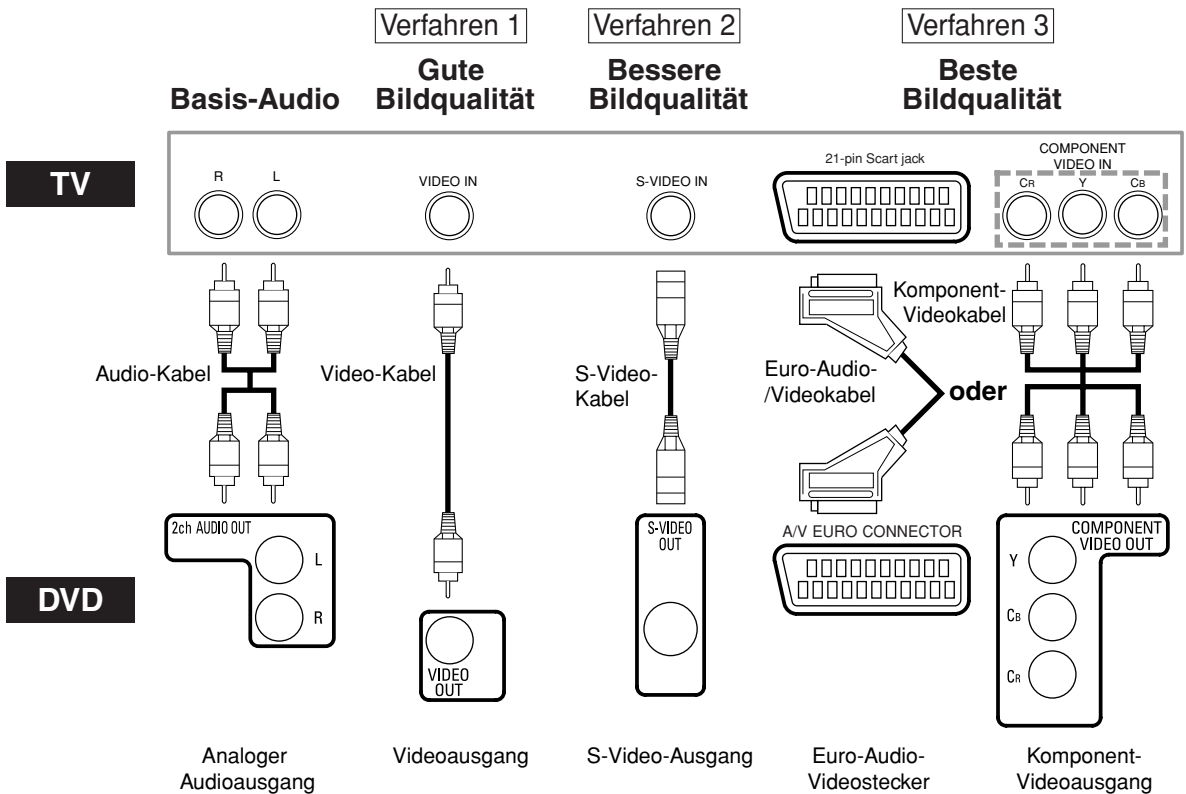 Verfahren 1
Verfahren 2
Verfahren 3
Basis-Audio
Gute
Bildqualität
Bessere
Bildqualität
Beste
Bildqualität
TV
R
L
VIDEO IN
S-VIDEO IN
21-pin Scart jack
COMPONENT
VIDEO IN
CR
Y
CB
Audio-Kabel
Video-Kabel
S-Video-
Kabel
Euro-Audio-
/Videokabel
oder
Komponent-
Videokabel
DVD
2ch AUDIO OUT
L
R
VIDEO
OUT
S-VIDEO
OUT
A/V EURO CONNECTOR
COMPONENT
VIDEO OUT
Y
CB
CR
Analoger
Audioausgang
Videoausgang
S-Video-Ausgang
Euro-Audio-
Videostecker
Komponent-
Videoausgang